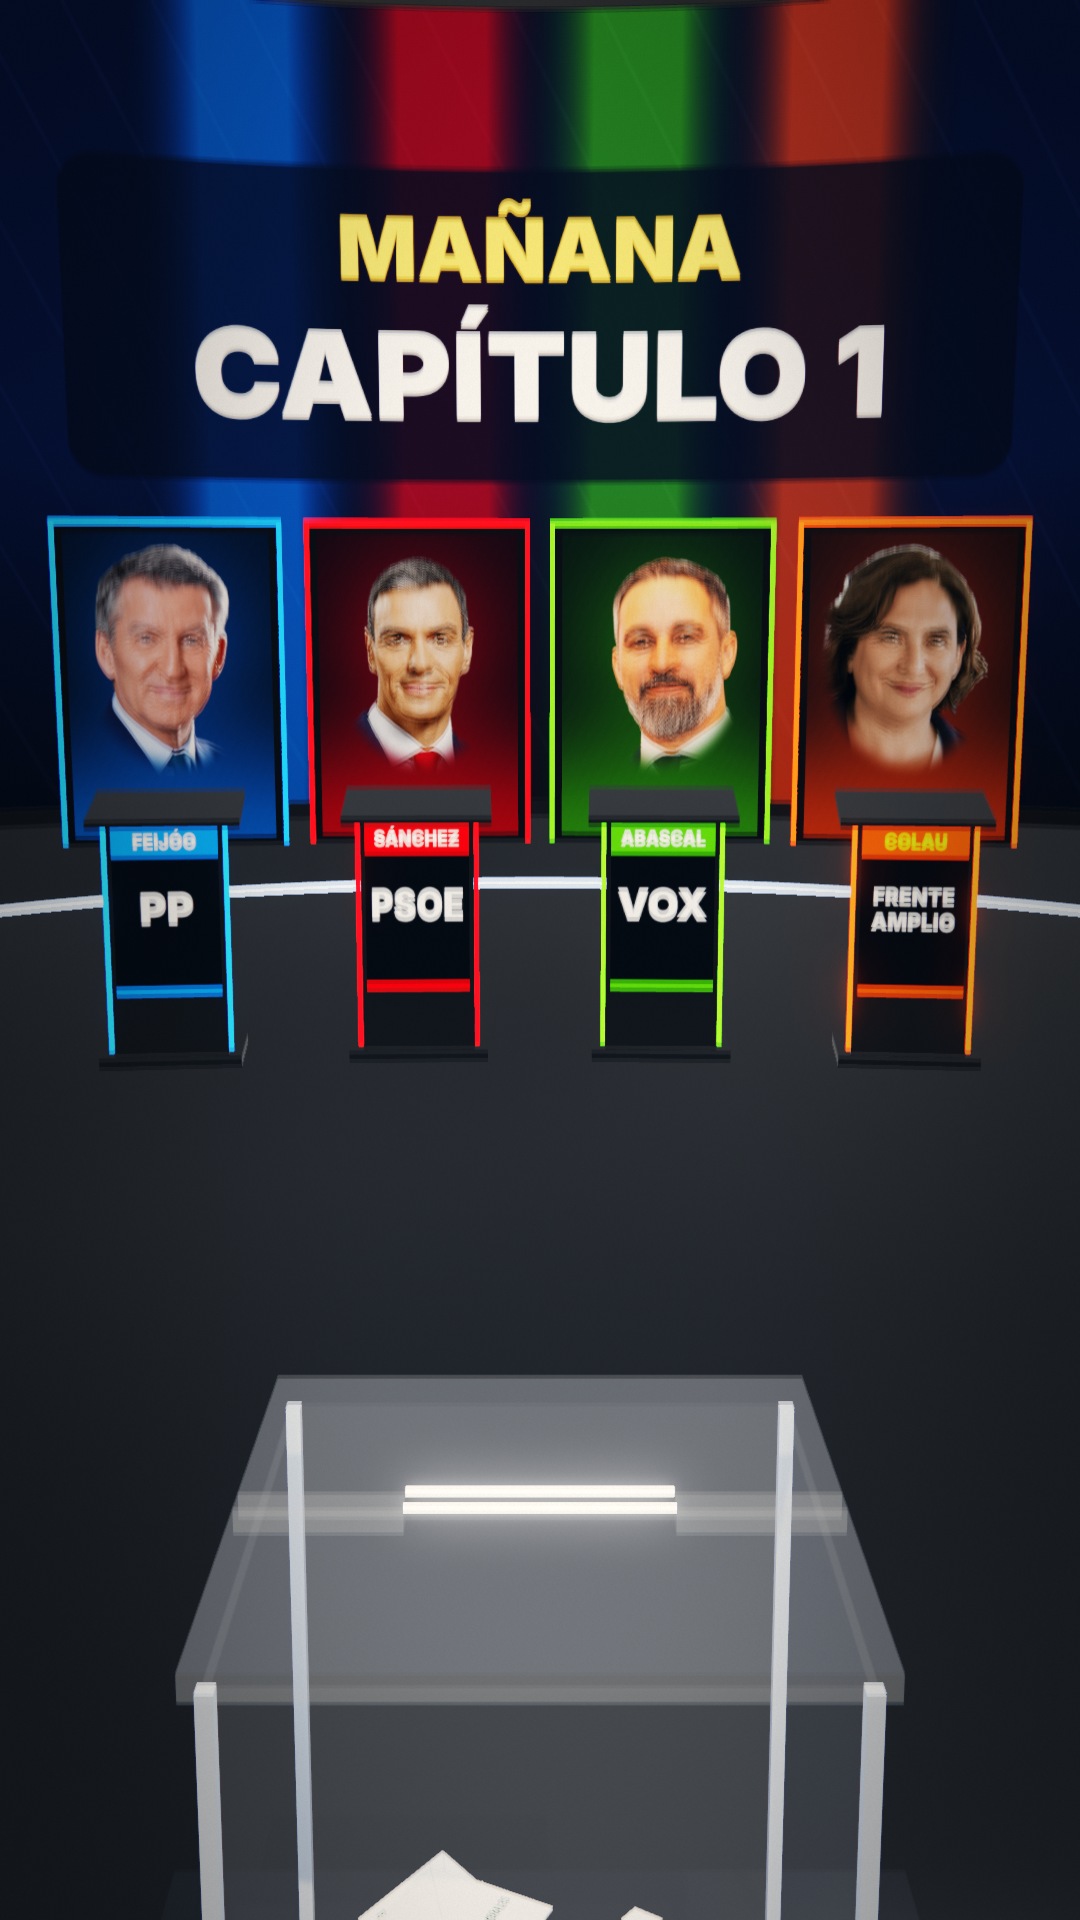 MAÑANA
CAPÍTULO 1
FEIJÓO
SÁNCHEZ
ABASCAL
COLAU
PP
PSOE
VOX
FRENTE
AMPLIO